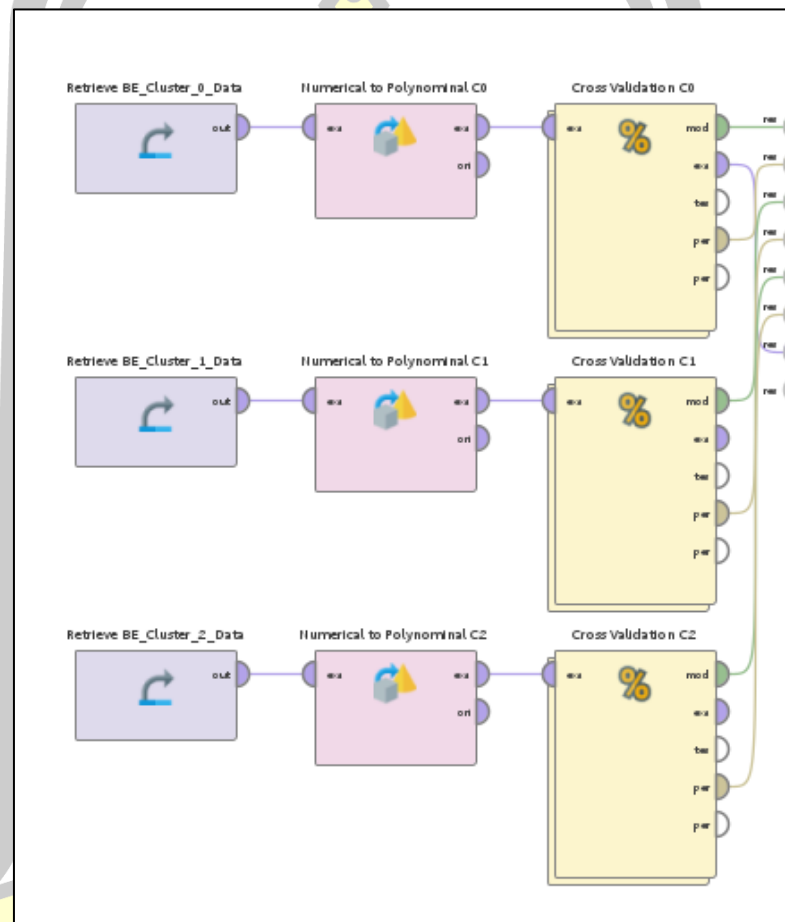 Retrieve BE_Cluster_0_Data
Numerical to Polynominal C0
Cross Validation C0
out
exa
exa
ori
exa
mod
exa
tes
per
per
res
res
res
res
res
res
res
res
Retrieve BE_Cluster_1_Data
Numerical to Polynominal C1
Cross Validation C1
out
exa
exa
ori
exa
mod
exa
tes
per
per
Retrieve BE_Cluster_2_Data
Numerical to Polynominal C2
Cross Validation C2
out
exa
exa
ori
exa
mod
exa
tes
per
per